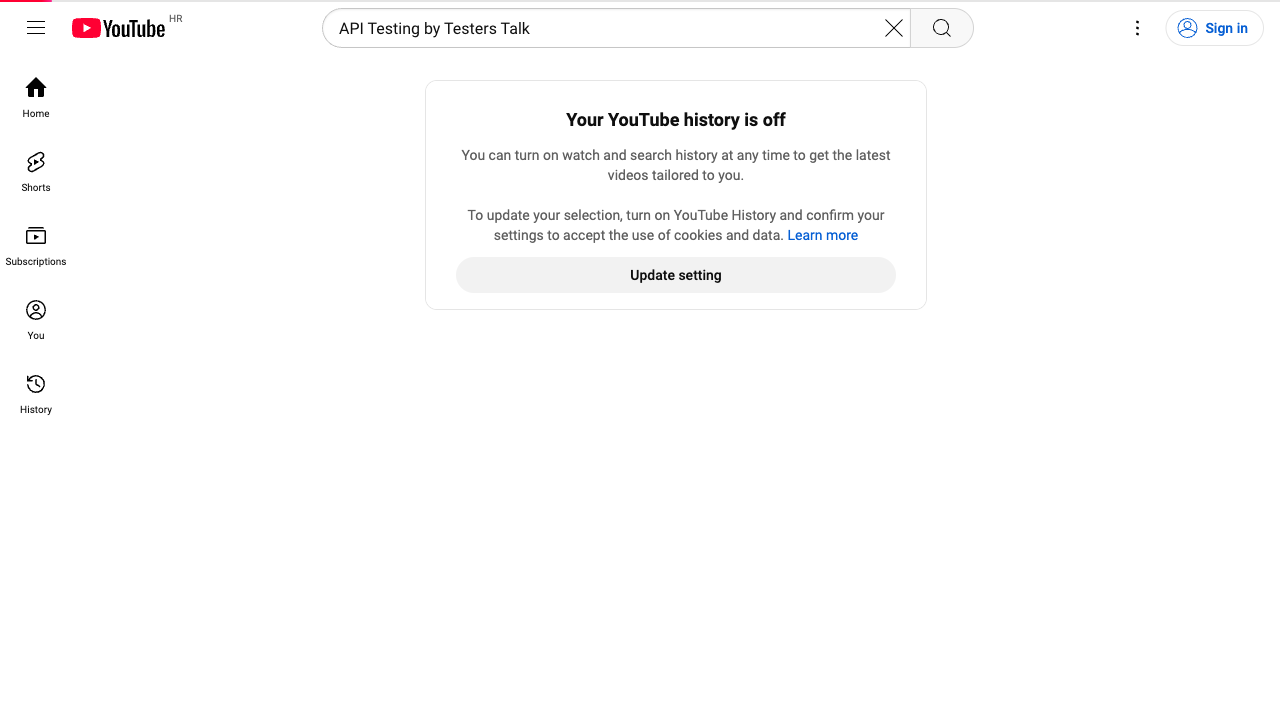 YouTube HR
API Testing by Testers Talk
Sign in
Home
Shorts
Subscriptions
You
History
Your YouTube history is off
You can turn on watch and search history at any time to get the latest
videos tailored to you.
To update your selection, turn on YouTube History and confirm your
settings to accept the use of cookies and data. Learn more
Update setting